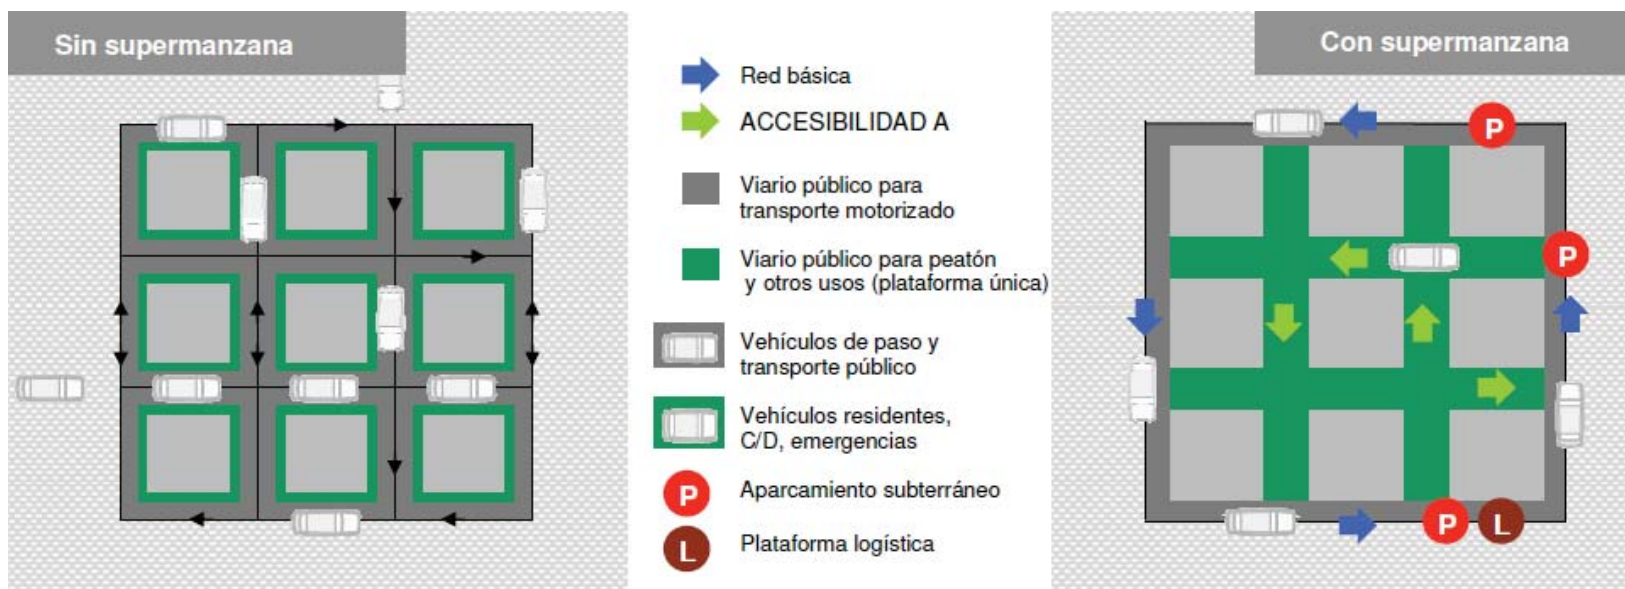 Sin supermanzana
Red básica
ACCESIBILIDAD A
Viario público para
transporte motorizado
Viario público para peatón
y otros usos (plataforma única)
Vehículos de paso y
transporte público
Vehículos residentes,
C/D, emergencias
P
Aparcamiento subterráneo
L
Plataforma logística
Con supermanzana
P
P
P
L